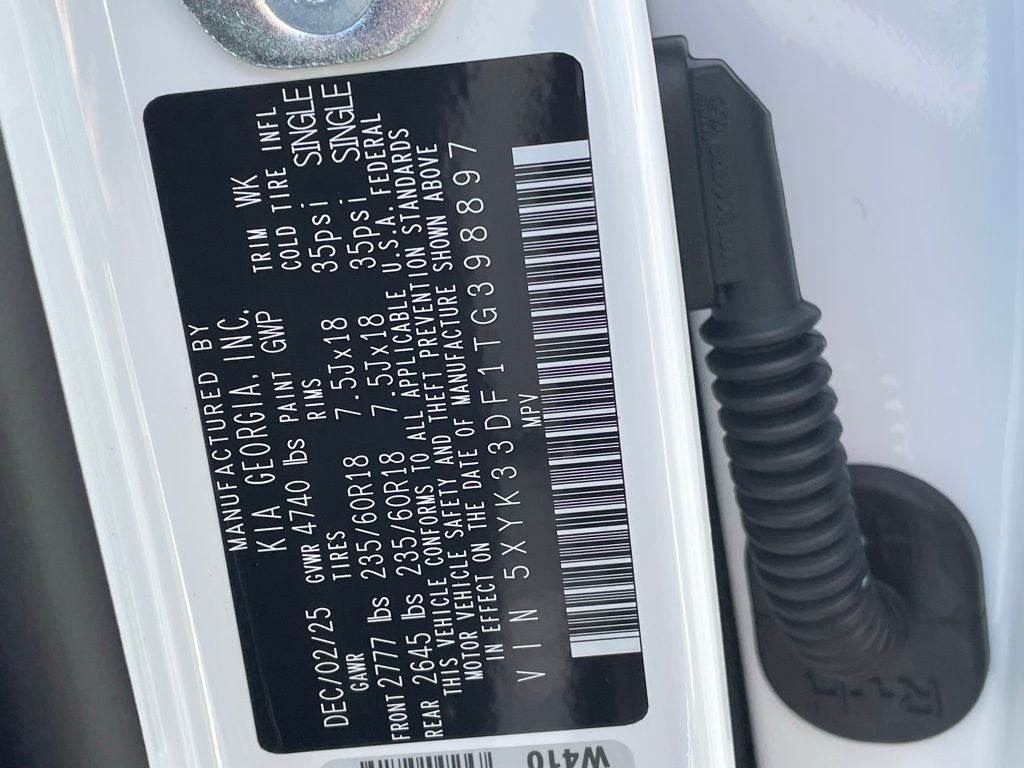 MANUFACTURED BY
KIA GEORGIA, INC.
DEC/02/25 GVWR 4740 lbs PAINT GWP TRIM WK
GAWR TIRES RIMS COLD TIRE INFL
FRONT 2777 lbs 235/60R18 7.5Jx18 35psi SINGLE
REAR 2645 lbs 235/60R18 7.5Jx18 35psi SINGLE
THIS VEHICLE CONFORMS TO ALL APPLICABLE U.S.A. FEDERAL
MOTOR VEHICLE SAFETY AND THEFT PREVENTION STANDARDS
IN EFFECT ON THE DATE OF MANUFACTURE SHOWN ABOVE
VIN 5XYK33DF1TG398897
MPV